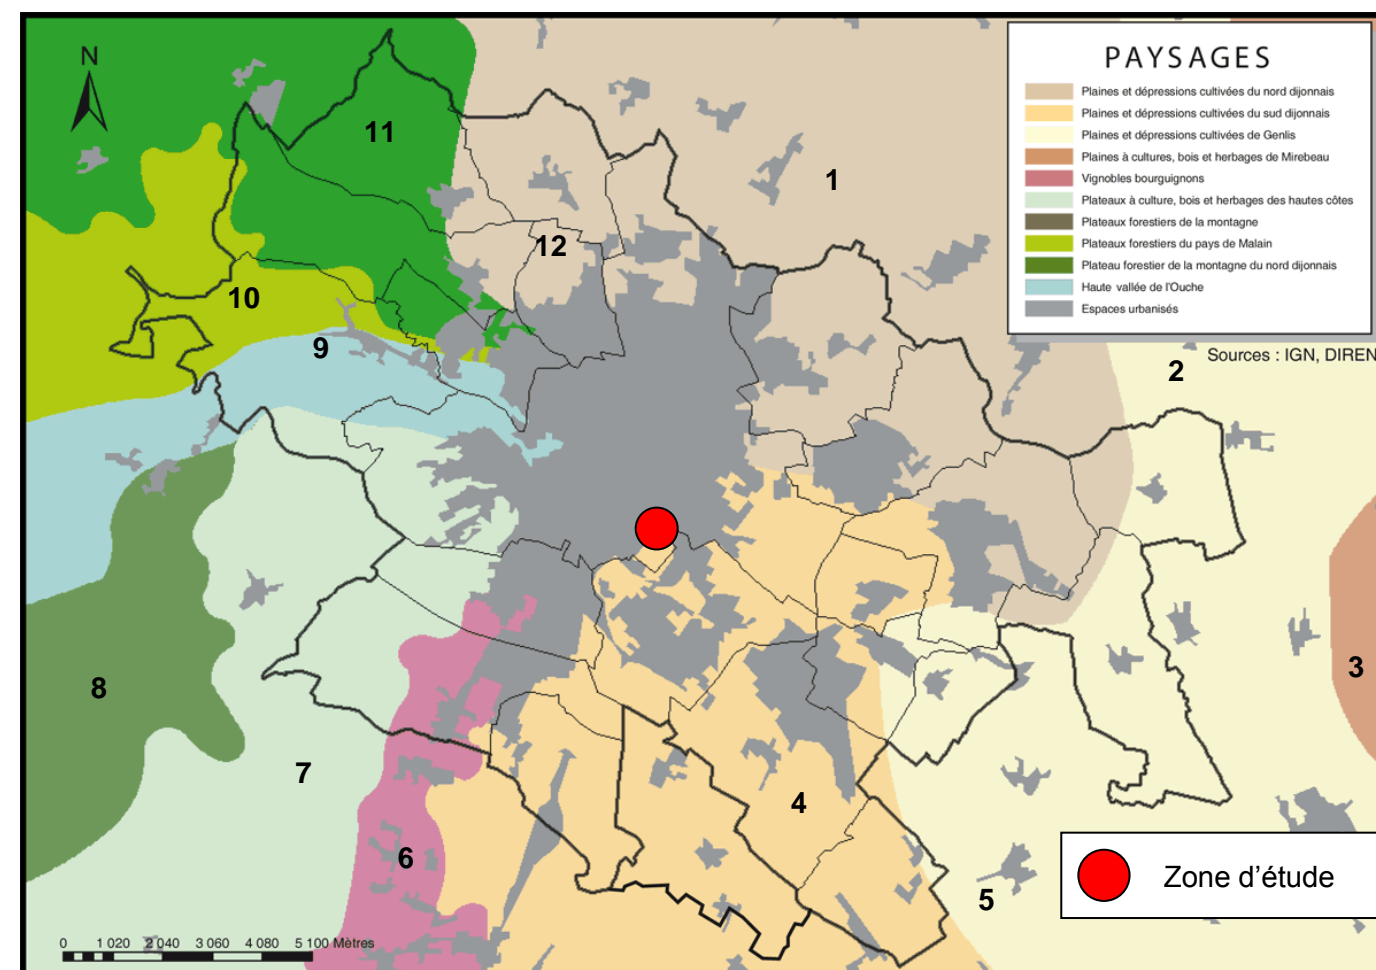 N
PAYSAGES
Plaines et dépressions cultivées du nord dijonnais
Plaines et dépressions cultivées du sud dijonnais
Plaines et dépressions cultivées de Genlis
Plaines à cultures, bois et herbages de Mirebeau
Vignobles bourguignons
Plateaux à culture, bois et herbages des hautes côtes
Plateaux forestiers de la montagne
Plateaux forestiers du pays de Malain
Plateau forestier de la montagne du nord dijonnais
Haute vallée de l'Ouche
Espaces urbanisés
Sources : IGN, DIREN
11
1
12
10
9
2
8
3
7
4
6
5
Zone d'étude
0 1 020 2 040 3 060 4 080 5 100 Mètres